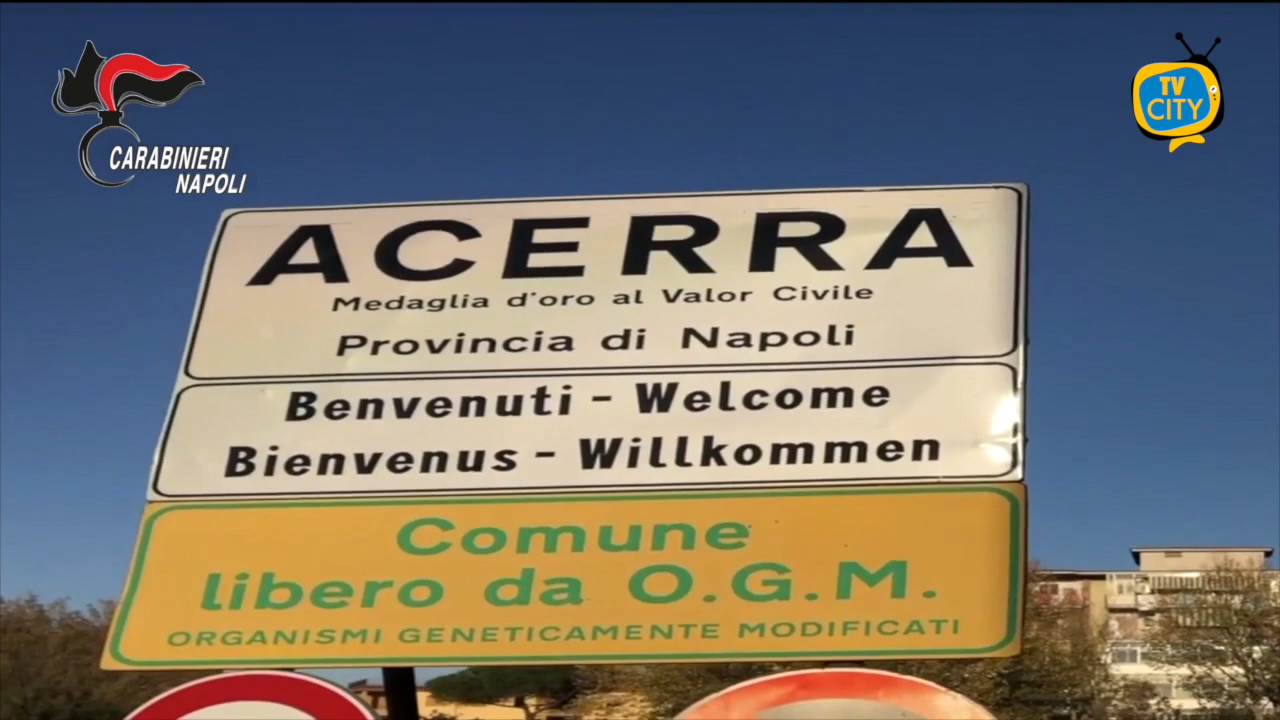 CARABINIERI
NAPOLI
TV
CITY
ACERRA
Medaglia d'oro al Valor Civile
Provincia di Napoli
Benvenuti - Welcome
Bienvenus - Willkommen
Comune
libero da O.G.M.
ORGANISMI GENETICAMENTE MODIFICATI